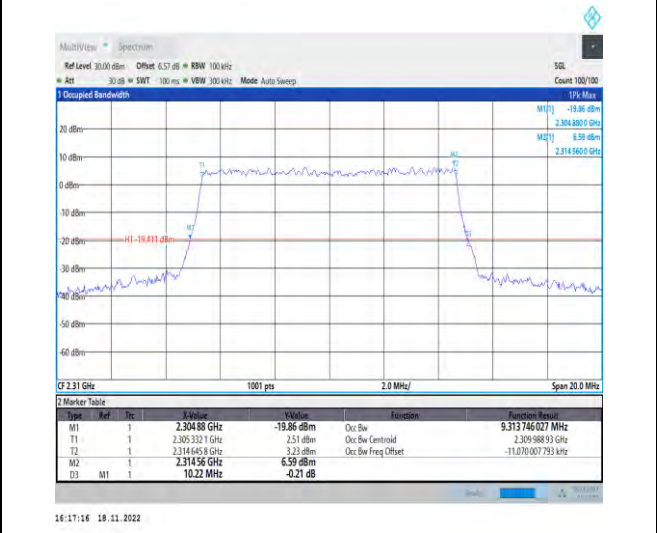 MultiView Spectrum
Ref Level 30.00 dBm Offset 6.57 dB RBW 100 kHz SGL
Att 30 dB SWT 100 ms VBW 300 kHz Mode Auto Sweep Count 100/100
1 Occupied Bandwidth 1Pk Max
M1[1] -19.86 dBm
2.304 880 0 GHz
M2[1] 6.59 dBm
2.314 560 0 GHz
20 dBm
10 dBm
M2
T1 T2
0 dBm
-10 dBm
M1
-20 dBm H1 -19.411 dBm
-30 dBm
-40 dBm
-50 dBm
-60 dBm
CF 2.31 GHz 1001 pts 2.0 MHz/ Span 20.0 MHz
2 Marker Table
Type Ref Trc X-Value Y-Value Function Function Result
M1 1 2.304 88 GHz -19.86 dBm Occ Bw 9.313 746 027 MHz
T1 1 2.305 332 1 GHz 2.51 dBm Occ Bw Centroid 2.309 988 93 GHz
T2 1 2.314 645 8 GHz 3.23 dBm Occ Bw Freq Offset -11.070 007 793 kHz
M2 1 2.314 56 GHz 6.59 dBm
D3 M1 1 10.22 MHz -0.21 dB
16:17:16 18.11.2022